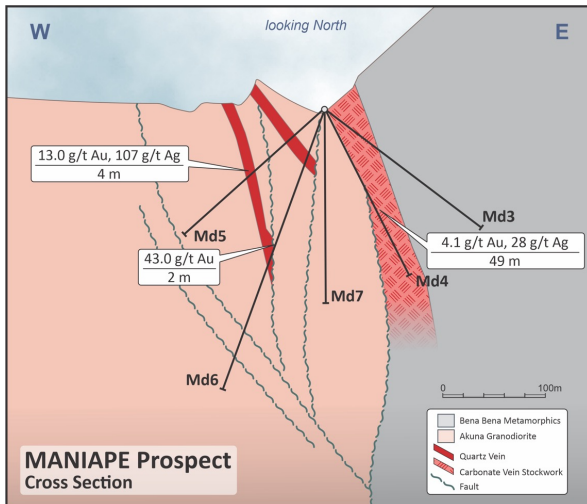 W
looking North
E
13.0 g/t Au, 107 g/t Ag
4 m
Md5
43.0 g/t Au
2 m
Md3
4.1 g/t Au, 28 g/t Ag
49 m
Md4
Md7
Md6
100m
MANIAPE Prospect
Cross Section
Bena Bena Metamorphics
Akuna Granodiorite
Quartz Vein
Carbonate Vein Stockwork
Fault